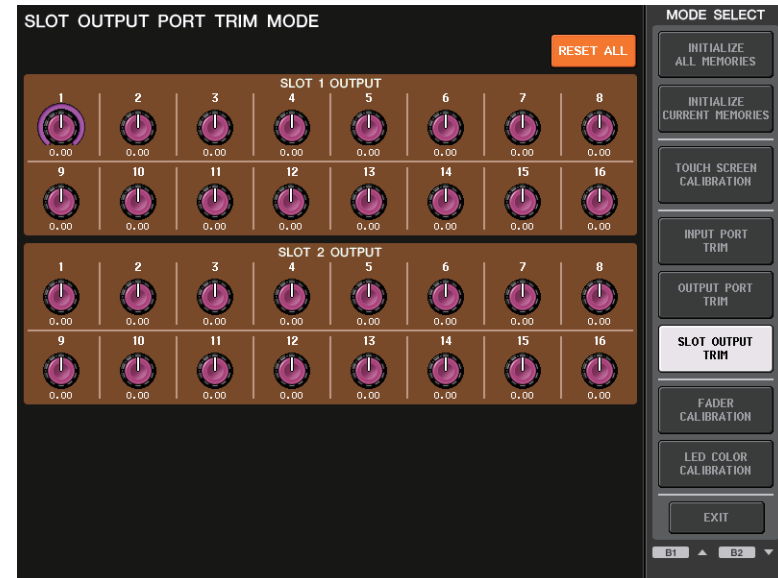 SLOT OUTPUT PORT TRIM MODE
RESET ALL
SLOT 1 OUTPUT
1 2 3 4 5 6 7 8
0.00 0.00 0.00 0.00 0.00 0.00 0.00 0.00
9 10 11 12 13 14 15 16
0.00 0.00 0.00 0.00 0.00 0.00 0.00 0.00
SLOT 2 OUTPUT
1 2 3 4 5 6 7 8
0.00 0.00 0.00 0.00 0.00 0.00 0.00 0.00
9 10 11 12 13 14 15 16
0.00 0.00 0.00 0.00 0.00 0.00 0.00 0.00
MODE SELECT
INITIALIZE
ALL MEMORIES
INITIALIZE
CURRENT MEMORIES
TOUCH SCREEN
CALIBRATION
INPUT PORT
TRIM
OUTPUT PORT
TRIM
SLOT OUTPUT
TRIM
FADER
CALIBRATION
LED COLOR
CALIBRATION
EXIT
B1 ▲ B2 ▼